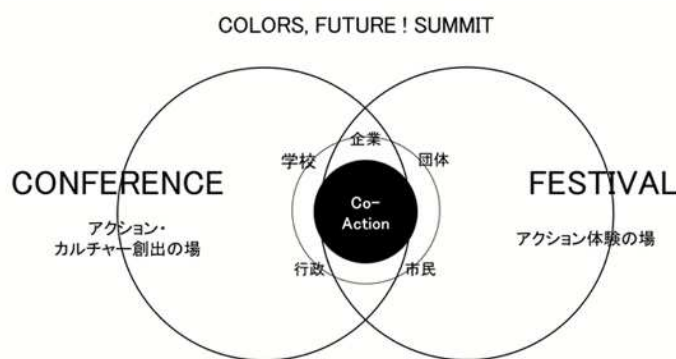 COLORS, FUTURE ! SUMMIT
企業
学校
団体
CONFERENCE
アクション・
カルチャー創出の場
Co-
Action
FESTIVAL
アクション体験の場
行政
市民